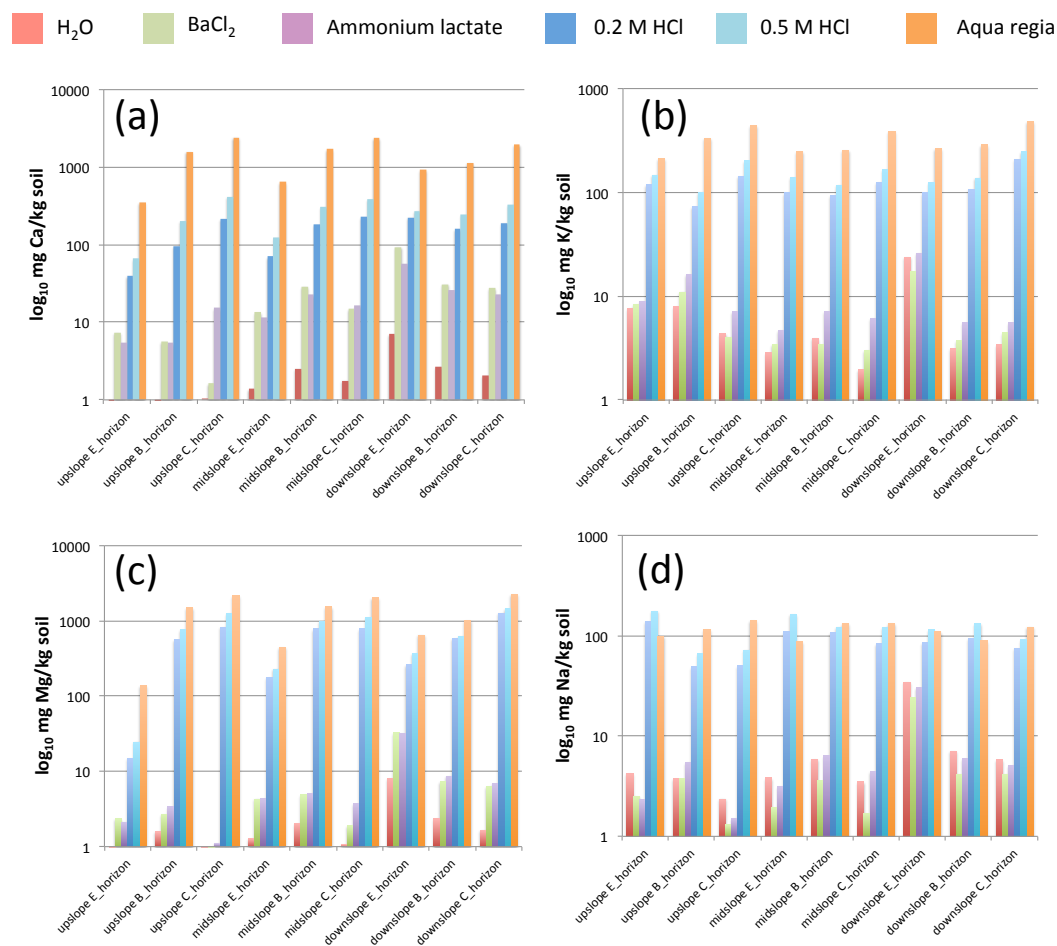 H₂O BaCl₂ Ammonium lactate 0.2 M HCl 0.5 M HCl Aqua regia
(a)
log₁₀ mg Ca/kg soil
10000
1000
100
10
1
upslope E_horizon
upslope B_horizon
upslope C_horizon
midslope E_horizon
midslope B_horizon
midslope C_horizon
downslope E_horizon
downslope B_horizon
downslope C_horizon
(b)
log₁₀ mg K/kg soil
1000
100
10
1
upslope E_horizon
upslope B_horizon
upslope C_horizon
midslope E_horizon
midslope B_horizon
midslope C_horizon
downslope E_horizon
downslope B_horizon
downslope C_horizon
(c)
log₁₀ mg Mg/kg soil
10000
1000
100
10
1
upslope E_horizon
upslope B_horizon
upslope C_horizon
midslope E_horizon
midslope B_horizon
midslope C_horizon
downslope E_horizon
downslope B_horizon
downslope C_horizon
(d)
log₁₀ mg Na/kg soil
1000
100
10
1
upslope E_horizon
upslope B_horizon
upslope C_horizon
midslope E_horizon
midslope B_horizon
midslope C_horizon
downslope E_horizon
downslope B_horizon
downslope C_horizon